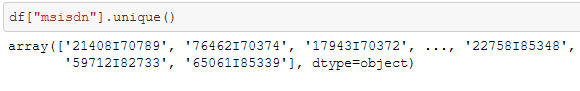 df["msisdn"].unique()
array(['21408I70789', '76462I70374', '17943I70372', ..., '22758I85348',
'59712I82733', '65061I85339'], dtype=object)